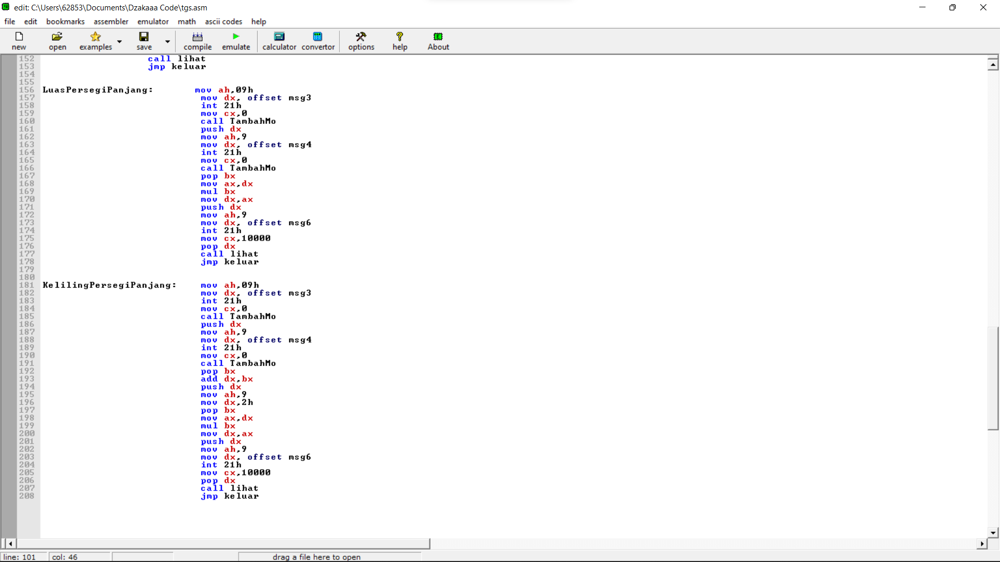 edit: C:\Users\62853\Documents\Dzakaaa Code\tgs.asm
file edit bookmarks assembler emulator math ascii codes help
new open examples save compile emulate calculator convertor options help About
152 call lihat
153 jmp keluar
154
155
156 LuasPersegiPanjang: mov ah,09h
157 mov dx, offset msg3
158 int 21h
159 mov cx,0
160 call TambahMo
161 push dx
162 mov ah,9
163 mov dx, offset msg4
164 int 21h
165 mov cx,0
166 call TambahMo
167 pop bx
168 mov ax,dx
169 mul bx
170 mov dx,ax
171 push dx
172 mov ah,9
173 mov dx, offset msg6
174 int 21h
175 mov cx,10000
176 pop dx
177 call lihat
178 jmp keluar
179
180
181 KelilingPersegiPanjang: mov ah,09h
182 mov dx, offset msg3
183 int 21h
184 mov cx,0
185 call TambahMo
186 push dx
187 mov ah,9
188 mov dx, offset msg4
189 int 21h
190 mov cx,0
191 call TambahMo
192 pop bx
193 add dx,bx
194 push dx
195 mov ah,9
196 mov dx,2h
197 pop bx
198 mov ax,dx
199 mul bx
200 mov dx,ax
201 push dx
202 mov ah,9
203 mov dx, offset msg6
204 int 21h
205 mov cx,10000
206 pop dx
207 call lihat
208 jmp keluar
line: 101 col: 46 drag a file here to open